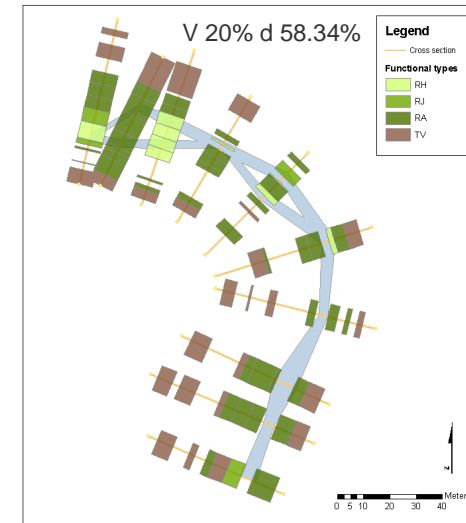 V 20% d 58.34%
Legend
Cross section
Functional types
RH
RJ
RA
TV
N
Meter
0 5 10 20 30 40